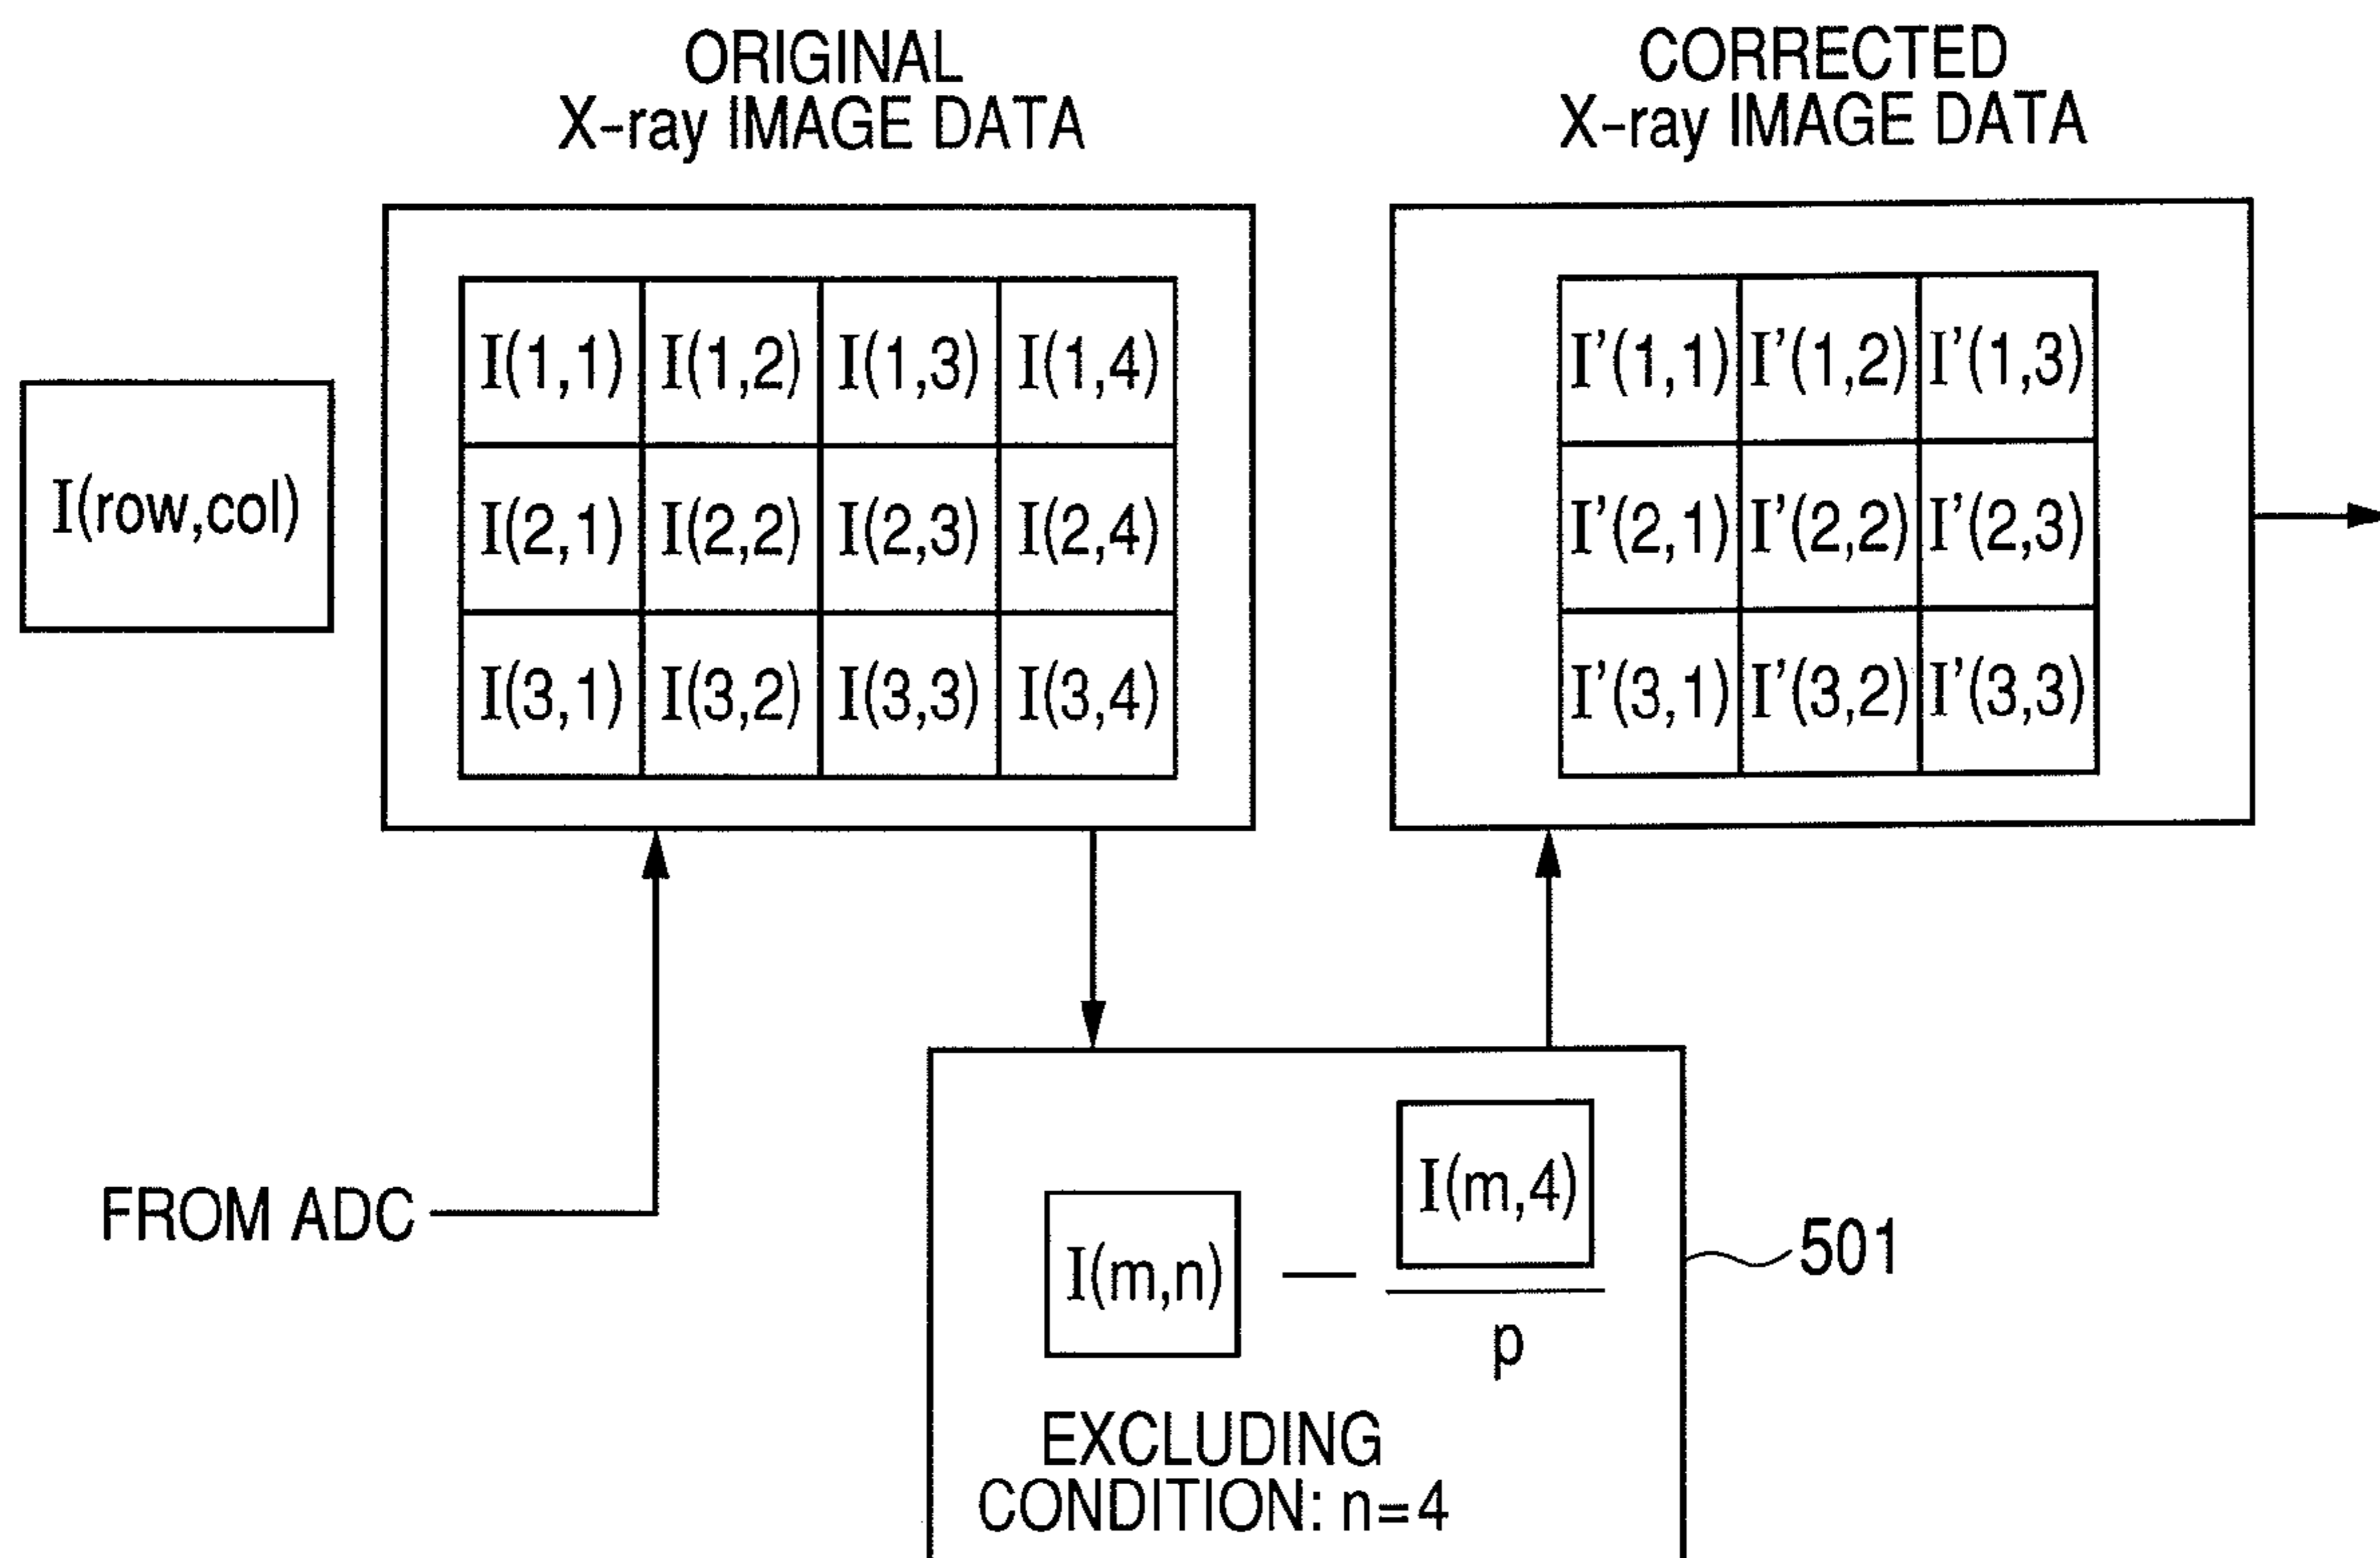 ORIGINAL
X-ray IMAGE DATA
CORRECTED
X-ray IMAGE DATA
I(row,col)
I(1,1) I(1,2) I(1,3) I(1,4)
I(2,1) I(2,2) I(2,3) I(2,4)
I(3,1) I(3,2) I(3,3) I(3,4)
I'(1,1) I'(1,2) I'(1,3)
I'(2,1) I'(2,2) I'(2,3)
I'(3,1) I'(3,2) I'(3,3)
FROM ADC
I(m,4)
I(m,n) —
p
501
EXCLUDING
CONDITION: n=4